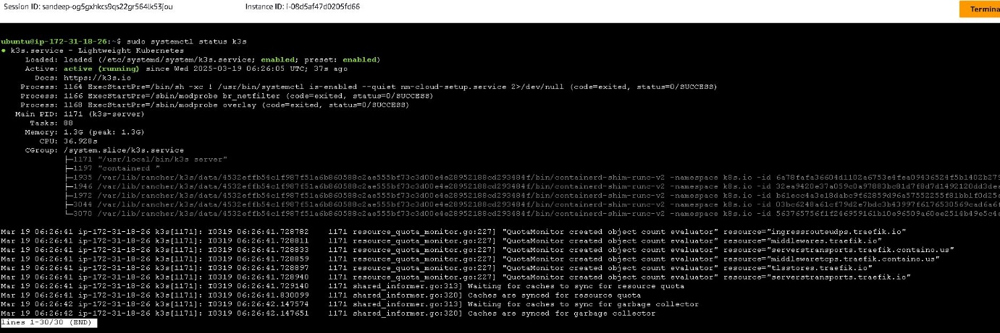 Session ID: sandeep-og5gxhkcs9qs22gr564lk53jou
Instance ID: i-08d5af47d0205fd66
Termina
ubuntu@ip-172-31-18-26:~$ sudo systemctl status k3s
● k3s.service - Lightweight Kubernetes
Loaded: loaded (/etc/systemd/system/k3s.service; enabled; preset: enabled)
Active: active (running) since Wed 2025-03-19 06:26:05 UTC; 37s ago
Docs: https://k3s.io
Process: 1164 ExecStartPre=/bin/sh -xc ! /usr/bin/systemctl is-enabled --quiet nm-cloud-setup.service 2>/dev/null (code=exited, status=0/SUCCESS)
Process: 1166 ExecStartPre=/sbin/modprobe br_netfilter (code=exited, status=0/SUCCESS)
Process: 1168 ExecStartPre=/sbin/modprobe overlay (code=exited, status=0/SUCCESS)
Main PID: 1171 (k3s-server)
Tasks: 88
Memory: 1.3G (peak: 1.3G)
CPU: 36.928s
CGroup: /system.slice/k3s.service
├─1171 "/usr/local/bin/k3s server"
├─1197 "containerd "
├─1935 /var/lib/rancher/k3s/data/4532effb54c1f987f51a6b860588c2ae555bf73c3d00e4e28952188cd293484f/bin/containerd-shim-runc-v2 -namespace k8s.io -id
├─1946 /var/lib/rancher/k3s/data/4532effb54c1f987f51a6b860588c2ae555bf73c3d00e4e28952188cd293484f/bin/containerd-shim-runc-v2 -namespace k8s.io -id
├─1972 /var/lib/rancher/k3s/data/4532effb54c1f987f51a6b860588c2ae555bf73c3d00e4e28952188cd293484f/bin/containerd-shim-runc-v2 -namespace k8s.io -id
├─3044 /var/lib/rancher/k3s/data/4532effb54c1f987f51a6b860588c2ae555bf73c3d00e4e28952188cd293484f/bin/containerd-shim-runc-v2 -namespace k8s.io -id
└─3070 /var/lib/rancher/k3s/data/4532effb54c1f987f51a6b860588c2ae555bf73c3d00e4e28952188cd293484f/bin/containerd-shim-runc-v2 -namespace k8s.io -id
Mar 19 06:26:41 ip-172-31-18-26 k3s[1171]: I0319 06:26:41.728782 1171 resource_quota_monitor.go:227] "QuotaMonitor created object count evaluator" resource="ingressrouteudps.traefik.io"
Mar 19 06:26:41 ip-172-31-18-26 k3s[1171]: I0319 06:26:41.728811 1171 resource_quota_monitor.go:227] "QuotaMonitor created object count evaluator" resource="middlewares.traefik.io"
Mar 19 06:26:41 ip-172-31-18-26 k3s[1171]: I0319 06:26:41.728833 1171 resource_quota_monitor.go:227] "QuotaMonitor created object count evaluator" resource="serverstransports.traefik.containo.us"
Mar 19 06:26:41 ip-172-31-18-26 k3s[1171]: I0319 06:26:41.728859 1171 resource_quota_monitor.go:227] "QuotaMonitor created object count evaluator" resource="middlewaretcps.traefik.containo.us"
Mar 19 06:26:41 ip-172-31-18-26 k3s[1171]: I0319 06:26:41.728897 1171 resource_quota_monitor.go:227] "QuotaMonitor created object count evaluator" resource="tlsstores.traefik.io"
Mar 19 06:26:41 ip-172-31-18-26 k3s[1171]: I0319 06:26:41.728940 1171 resource_quota_monitor.go:227] "QuotaMonitor created object count evaluator" resource="serverstransports.traefik.io"
Mar 19 06:26:41 ip-172-31-18-26 k3s[1171]: I0319 06:26:41.729140 1171 shared_informer.go:313] Waiting for caches to sync for resource quota
Mar 19 06:26:41 ip-172-31-18-26 k3s[1171]: I0319 06:26:41.830099 1171 shared_informer.go:320] Caches are synced for resource quota
Mar 19 06:26:42 ip-172-31-18-26 k3s[1171]: I0319 06:26:42.147574 1171 shared_informer.go:313] Waiting for caches to sync for garbage collector
Mar 19 06:26:42 ip-172-31-18-26 k3s[1171]: I0319 06:26:42.147651 1171 shared_informer.go:320] Caches are synced for garbage collector
lines 1-30/30 (END)